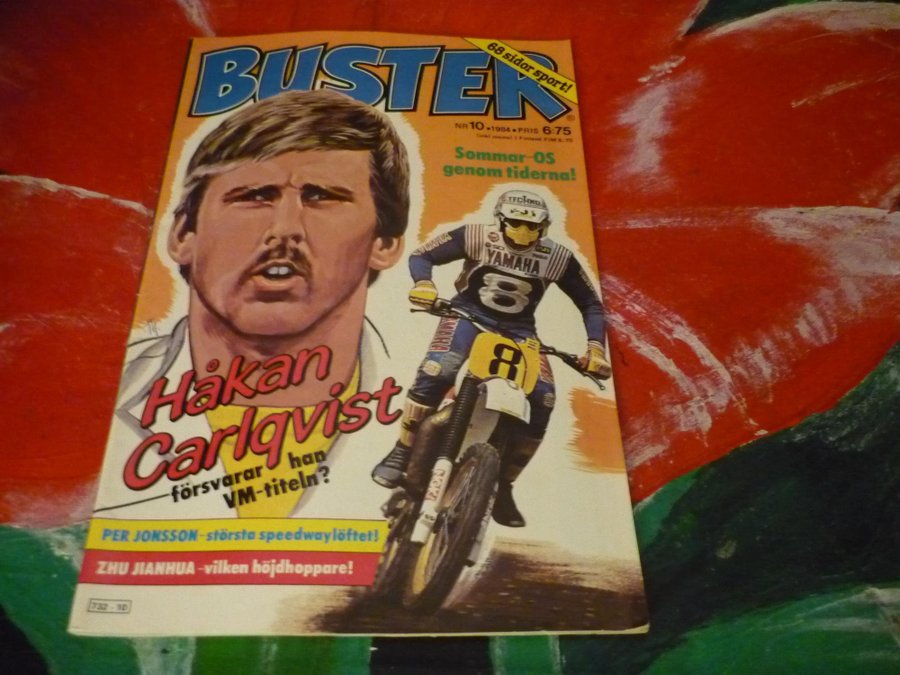 BUSTER
68 sidor sport!
NR 10 • 1984 • PRIS 6:75
Sommar-OS
genom tiderna!
YAMAHA
8
YAMAHA
8
Håkan
Carlqvist
försvarar han
VM-titeln?
PER JONSSON-största speedwaylöftet!
ZHU JIANHUA-vilken höjdhoppare!
732-10